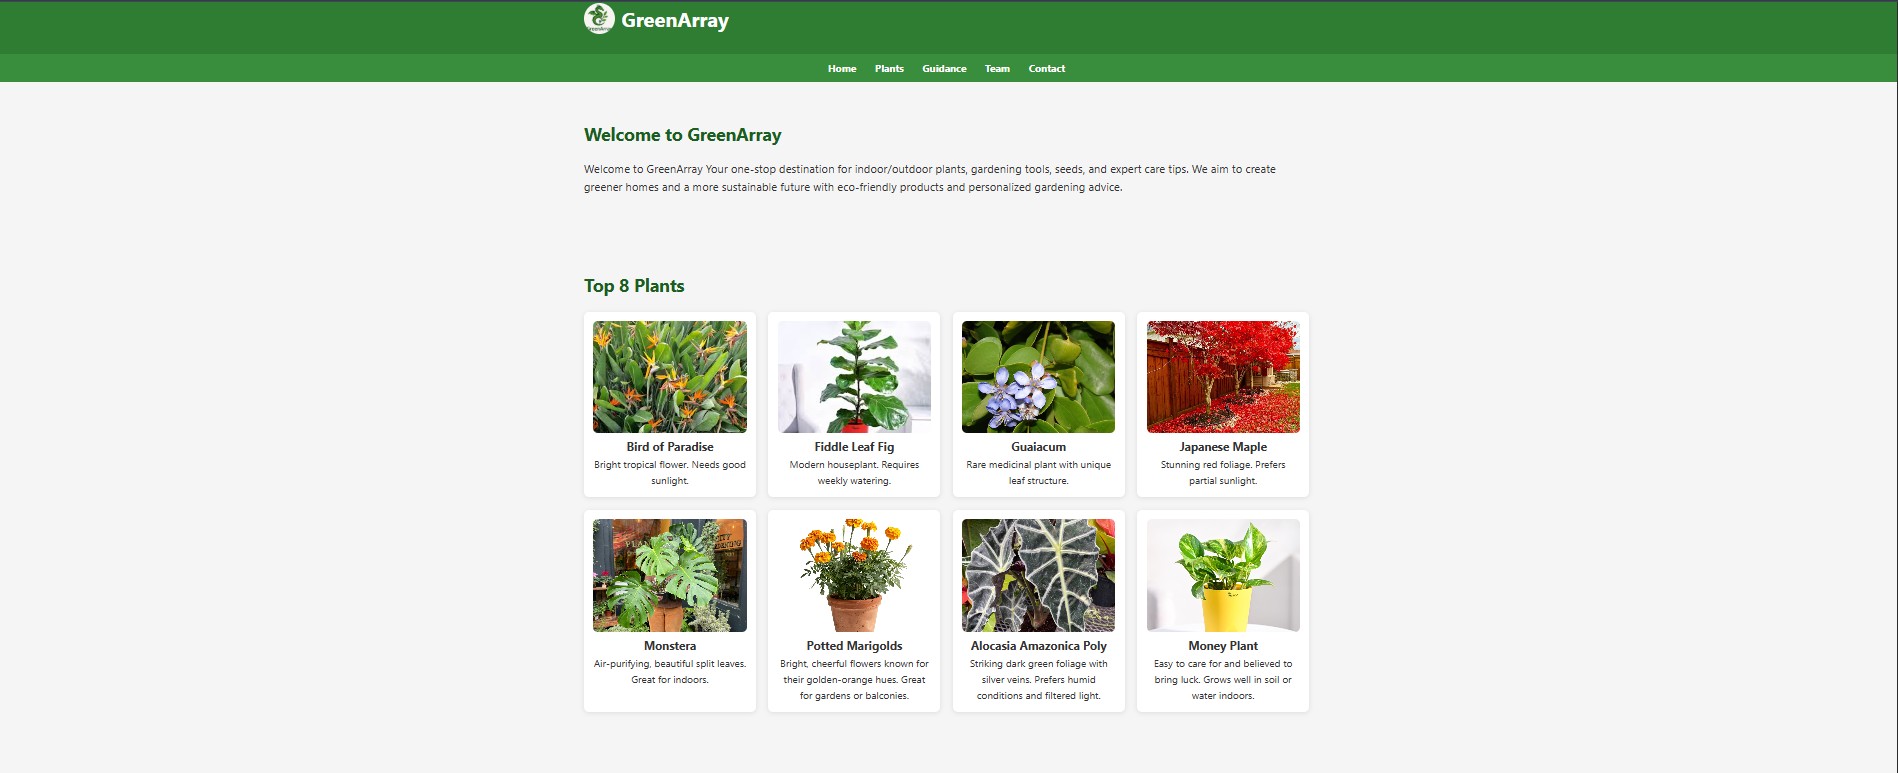 GreenArray
Home Plants Guidance Team Contact
Welcome to GreenArray
Welcome to GreenArray Your one-stop destination for indoor/outdoor plants, gardening tools, seeds, and expert care tips. We aim to create
greener homes and a more sustainable future with eco-friendly products and personalized gardening advice.
Top 8 Plants
Bird of Paradise
Bright tropical flower. Needs good
sunlight.
Fiddle Leaf Fig
Modern houseplant. Requires
weekly watering.
Guaiacum
Rare medicinal plant with unique
leaf structure.
Japanese Maple
Stunning red foliage. Prefers
partial sunlight.
Monstera
Air-purifying, beautiful split leaves.
Great for indoors.
Potted Marigolds
Bright, cheerful flowers known for
their golden-orange hues. Great
for gardens or balconies.
Alocasia Amazonica Poly
Striking dark green foliage with
silver veins. Prefers humid
conditions and filtered light.
Money Plant
Easy to care for and believed to
bring luck. Grows well in soil or
water indoors.